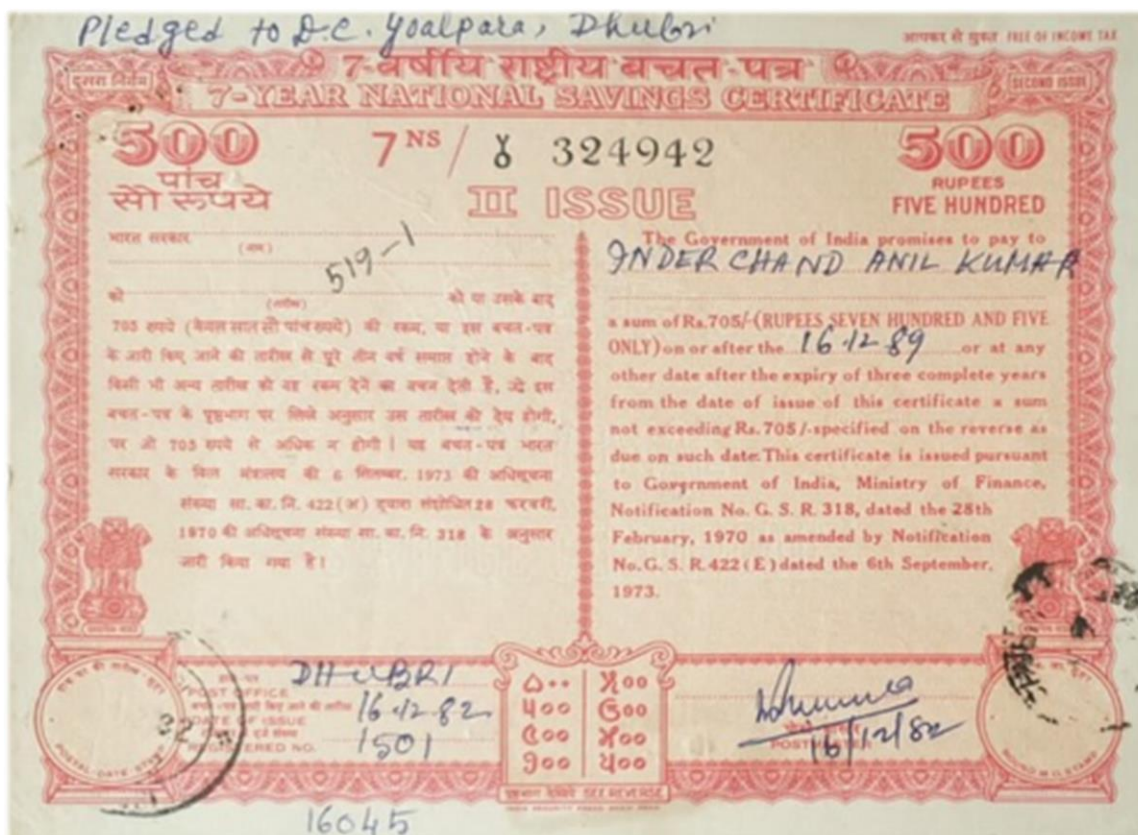 Pledged to D.C. Goalpara, Dhubri
आयकर से मुक्त FREE OF INCOME TAX
दूसरा निर्गम
7-वर्षीय राष्ट्रीय बचत-पत्र
SECOND ISSUE
7-YEAR NATIONAL SAVINGS CERTIFICATE
500
7 NS / 324942
500
पांच
सौ रूपये
RUPEES
FIVE HUNDRED
II ISSUE
भारत सरकार
(नाम)
519-1
को
(तारीख)
को या उसके बाद
705 रुपये (केवल सात सौ पांच रुपये) की रकम, या इस बचत-पत्र
के जारी किए जाने की तारीख से पूरे तीन वर्ष समाप्त होने के बाद
किसी भी अन्य तारीख को वह रकम देने का वचन देती है, जो इस
बचत-पत्र के पृष्ठभाग पर लिखे अनुसार उस तारीख को देय होगी,
पर जो 705 रुपये से अधिक न होगी। यह बचत-पत्र भारत
सरकार के वित्त मंत्रालय की 6 सितम्बर, 1973 की अधिसूचना
संख्या सा. का. नि. 422 (अ) द्वारा संशोधित 28 फरवरी,
1970 की अधिसूचना संख्या सा. का. नि. 318 के अनुसार
जारी किया गया है।
The Government of India promises to pay to
INDER CHAND ANIL KUMAR
a sum of Rs.705/-(RUPEES SEVEN HUNDRED AND FIVE
ONLY) on or after the 16.12.89 or at any
other date after the expiry of three complete years
from the date of issue of this certificate a sum
not exceeding Rs.705/-specified on the reverse as
due on such date. This certificate is issued pursuant
to Government of India, Ministry of Finance,
Notification No. G. S. R. 318, dated the 28th
February, 1970 as amended by Notification
No. G. S. R. 422 (E) dated the 6th September,
1973.
POST OFFICE DHUBRI
DATE OF ISSUE 16.12.82
REGISTERED NO. 1501
५००
SEE REVERSE
16/12/82
POSTMASTER
16045